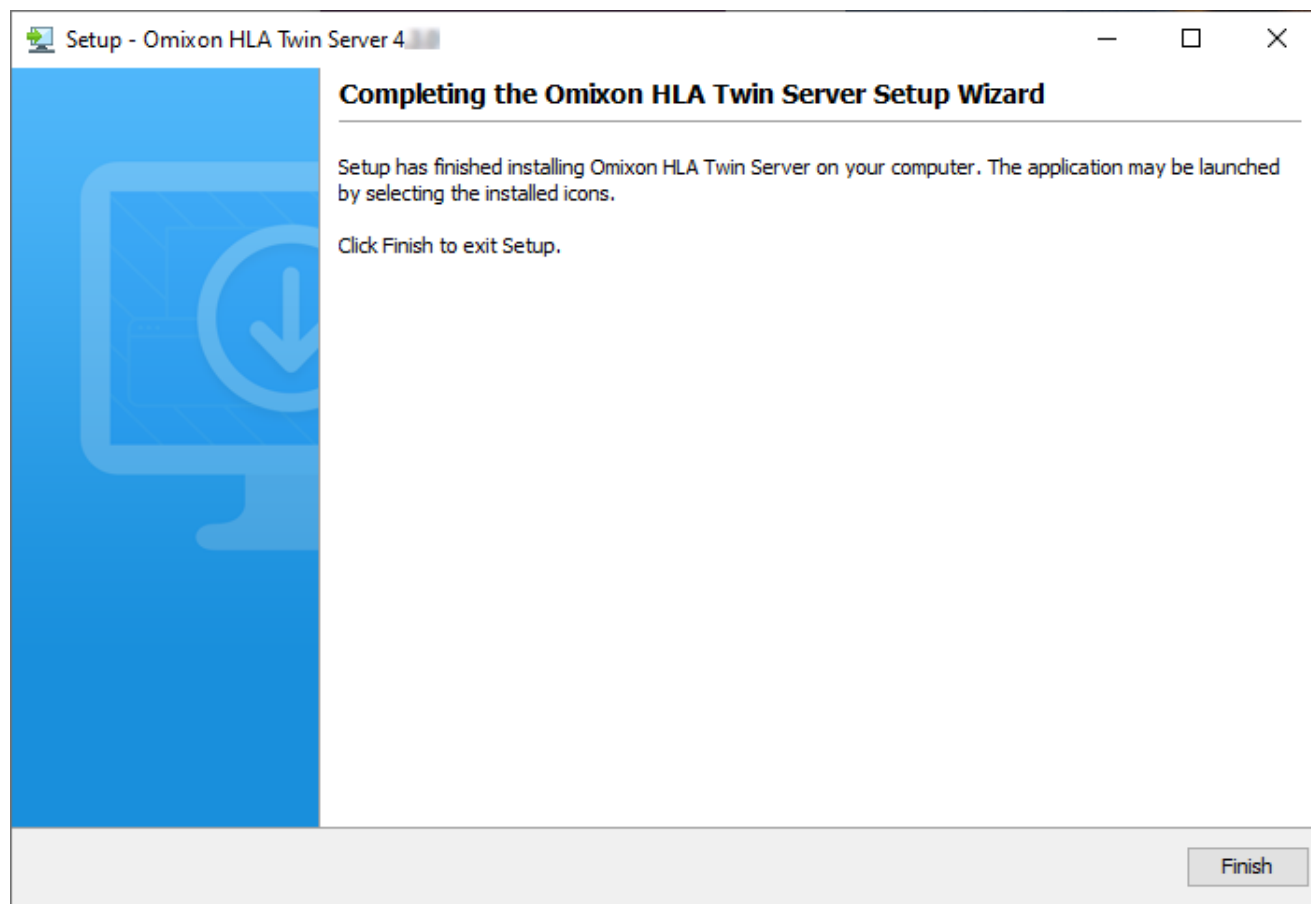 Setup - Omixon HLA Twin Server 4
Completing the Omixon HLA Twin Server Setup Wizard
Setup has finished installing Omixon HLA Twin Server on your computer. The application may be launched
by selecting the installed icons.
Click Finish to exit Setup.
Finish